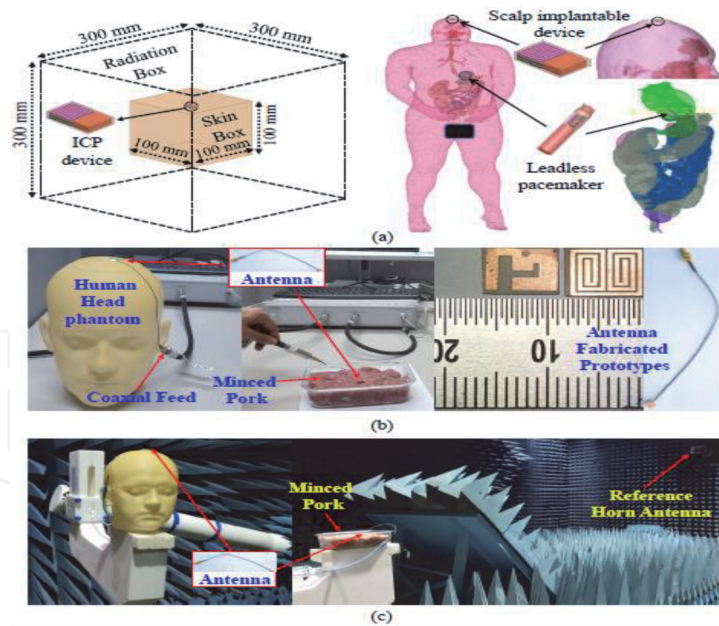 300 mm
300 mm
Radiation
Box
300 mm
ICP
device
Skin
Box
100 mm
100 mm
100 mm
Scalp implantable
device
Leadless
pacemaker
(a)
Human
Head
phantom
Antenna
Coaxial Feed
Minced
Pork
20
10
Antenna
Fabricated
Prototypes
(b)
Minced
Pork
Antenna
Reference
Horn Antenna
(c)